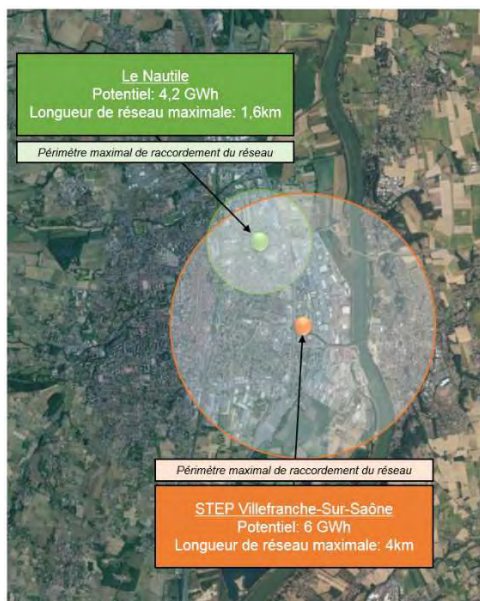 Le Nautile
Potentiel: 4,2 GWh
Longueur de réseau maximale: 1,6km
Périmètre maximal de raccordement du réseau
Périmètre maximal de raccordement du réseau
STEP Villefranche-Sur-Saône
Potentiel: 6 GWh
Longueur de réseau maximale: 4km